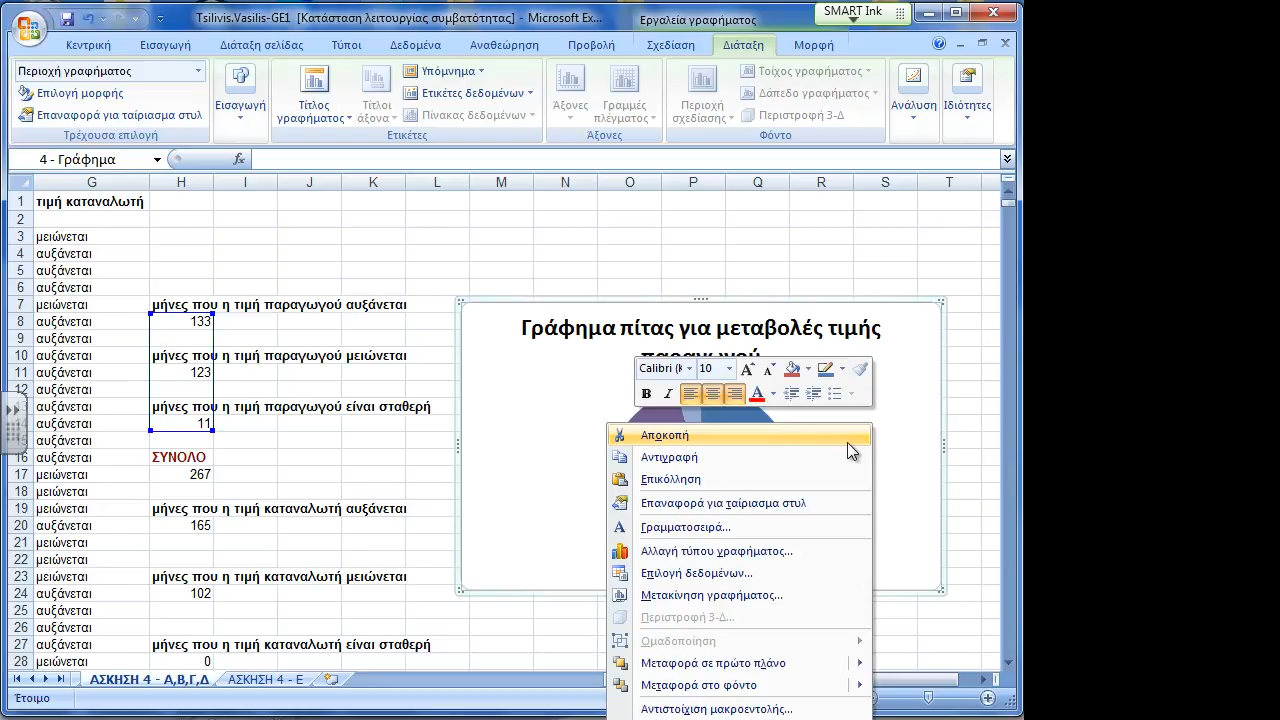 Tsilivis.Vasilis-GE1 [Κατάσταση λειτουργίας συμβατότητας] - Microsoft Ex...
Εργαλεία γραφήματος
SMART Ink
Κεντρική Εισαγωγή Διάταξη σελίδας Τύποι Δεδομένα Αναθεώρηση Προβολή Σχεδίαση Διάταξη Μορφή
Περιοχή γραφήματος
Επιλογή μορφής
Επαναφορά για ταίριασμα στυλ
Τρέχουσα επιλογή
Εισαγωγή
Τίτλος γραφήματος
Τίτλοι άξονα
Υπόμνημα
Ετικέτες δεδομένων
Πίνακας δεδομένων
Ετικέτες
Άξονες
Γραμμές πλέγματος
Άξονες
Περιοχή σχεδίασης
Τοίχος γραφήματος
Δάπεδο γραφήματος
Περιστροφή 3-Δ
Φόντο
Ανάλυση
Ιδιότητες
4 - Γράφημα fx
G H I J K L M N O P Q R S T
1 τιμή καταναλωτή
2
3 μειώνεται
4 αυξάνεται
5 αυξάνεται
6 αυξάνεται
7 μειώνεται μήνες που η τιμή παραγωγού αυξάνεται
8 αυξάνεται 133
9 αυξάνεται
10 μειώνεται μήνες που η τιμή παραγωγού μειώνεται
11 μειώνεται 123
12 αυξάνεται
αυξάνεται μήνες που η τιμή παραγωγού είναι σταθερή
αυξάνεται 11
15 αυξάνεται
16 αυξάνεται ΣΥΝΟΛΟ
17 μειώνεται 267
18 μειώνεται
19 μειώνεται μήνες που η τιμή καταναλωτή αυξάνεται
20 αυξάνεται 165
21 μειώνεται
22 μειώνεται
23 μειώνεται μήνες που η τιμή καταναλωτή μειώνεται
24 αυξάνεται 102
25 αυξάνεται
26 αυξάνεται
27 αυξάνεται μήνες που η τιμή καταναλωτή είναι σταθερή
28 μειώνεται 0
Γράφημα πίτας για μεταβολές τιμής
παραγωγού
Calibri (Κ 10
B I A
Αποκοπή
Αντιγραφή
Επικόλληση
Επαναφορά για ταίριασμα στυλ
Γραμματοσειρά...
Αλλαγή τύπου γραφήματος...
Επιλογή δεδομένων...
Μετακίνηση γραφήματος...
Περιστροφή 3-Δ...
Ομαδοποίηση
Μεταφορά σε πρώτο πλάνο
Μεταφορά στο φόντο
Αντιστοίχιση μακροεντολής...
ΑΣΚΗΣΗ 4 - Α,Β,Γ,Δ ΑΣΚΗΣΗ 4 - Ε
Έτοιμο